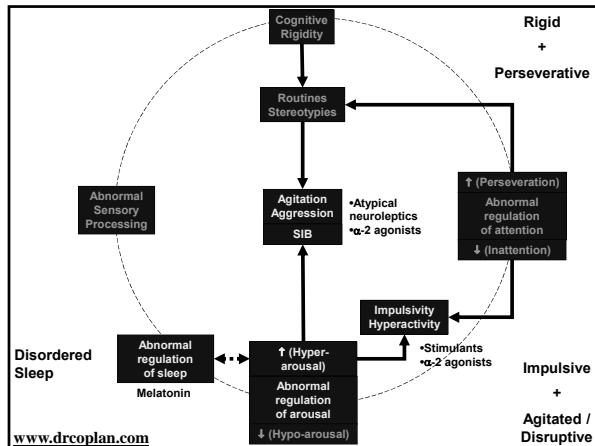 Cognitive
Rigidity
Rigid
+
Perseverative
Routines
Stereotypies
↑ (Perseveration)
Abnormal
regulation
of attention
↓ (Inattention)
Abnormal
Sensory
Processing
Agitation
Aggression
SIB
•Atypical
neuroleptics
•α-2 agonists
Impulsivity
Hyperactivity
•Stimulants
•α-2 agonists
Disordered
Sleep
Abnormal
regulation
of sleep
Melatonin
↑ (Hyper-
arousal)
Abnormal
regulation
of arousal
↓ (Hypo-arousal)
Impulsive
+
Agitated /
Disruptive
www.drcoplan.com